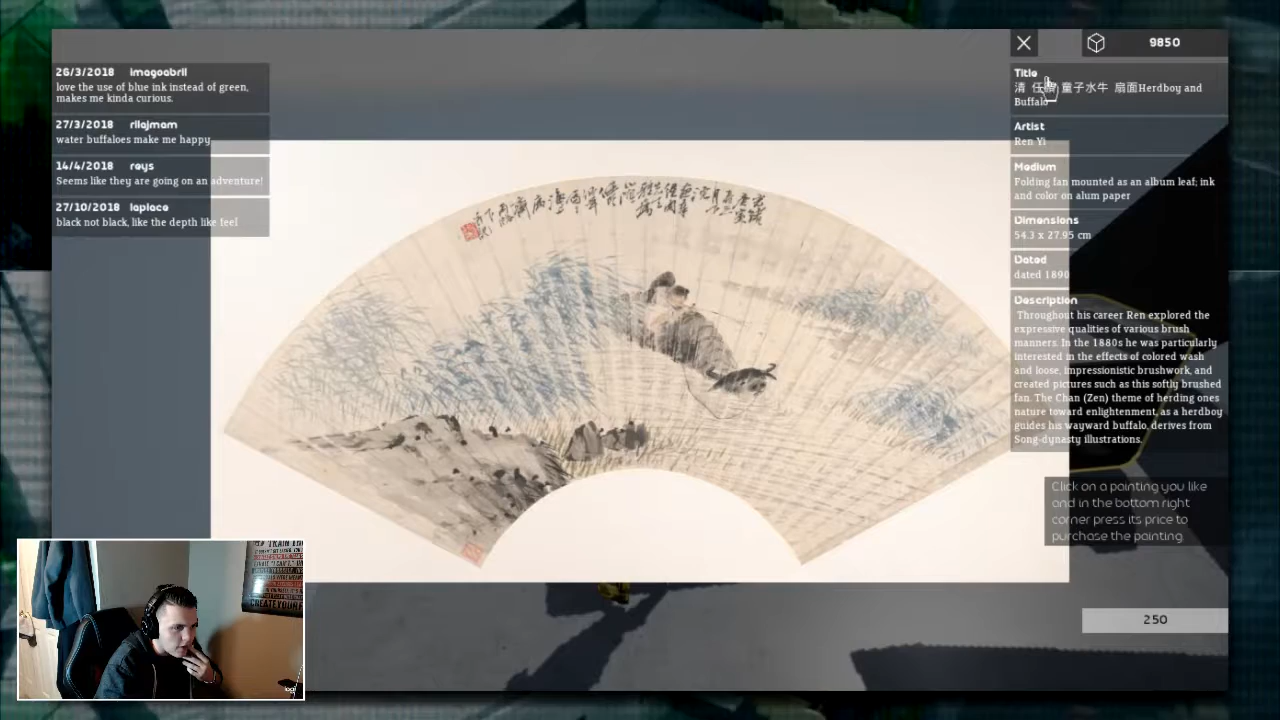 26/3/2018 imagoabril
love the use of blue ink instead of green,
makes me kinda curious.
27/3/2018 rilajmam
water buffaloes make me happy
14/4/2018 reys
Seems like they are going on an adventure!
27/10/2018 laplace
black not black, like the depth like feel
9850
Title
清 任 童子水牛 扇面Herdboy and
Buffalo
Artist
Ren Yi
Medium
Folding fan mounted as an album leaf; ink
and color on alum paper
Dimensions
54.3 x 27.95 cm
Dated
dated 1890
Description
Throughout his career Ren explored the
expressive qualities of various brush
manners. In the 1880s he was particularly
interested in the effects of colored wash
and loose, impressionistic brushwork, and
created pictures such as this softly brushed
fan. The Chan (Zen) theme of herding ones
nature toward enlightenment, as a herdboy
guides his wayward buffalo, derives from
Song-dynasty illustrations.
Click on a painting you like
and in the bottom right
corner press its price to
purchase the painting.
250